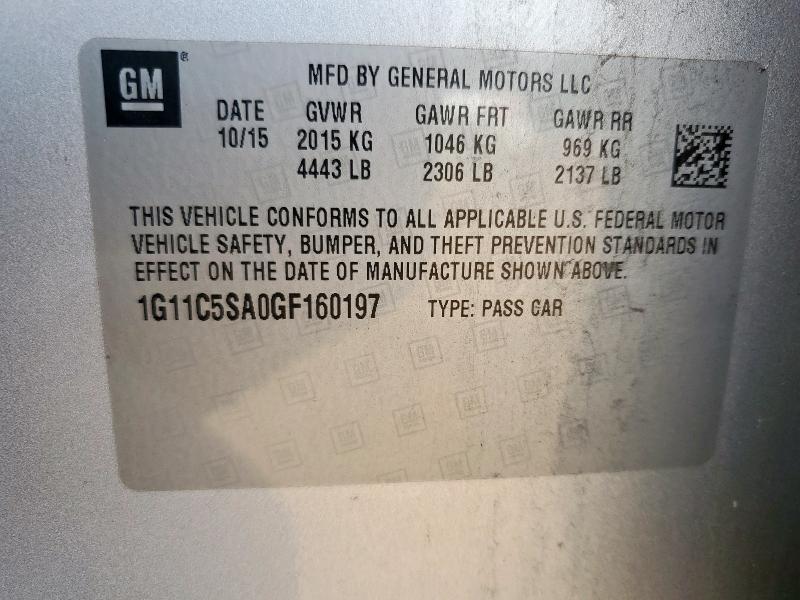 GM®
MFD BY GENERAL MOTORS LLC
DATE GVWR GAWR FRT GAWR RR
10/15 2015 KG 1046 KG 969 KG
4443 LB 2306 LB 2137 LB
THIS VEHICLE CONFORMS TO ALL APPLICABLE U.S. FEDERAL MOTOR
VEHICLE SAFETY, BUMPER, AND THEFT PREVENTION STANDARDS IN
EFFECT ON THE DATE OF MANUFACTURE SHOWN ABOVE.
1G11C5SA0GF160197 TYPE: PASS CAR